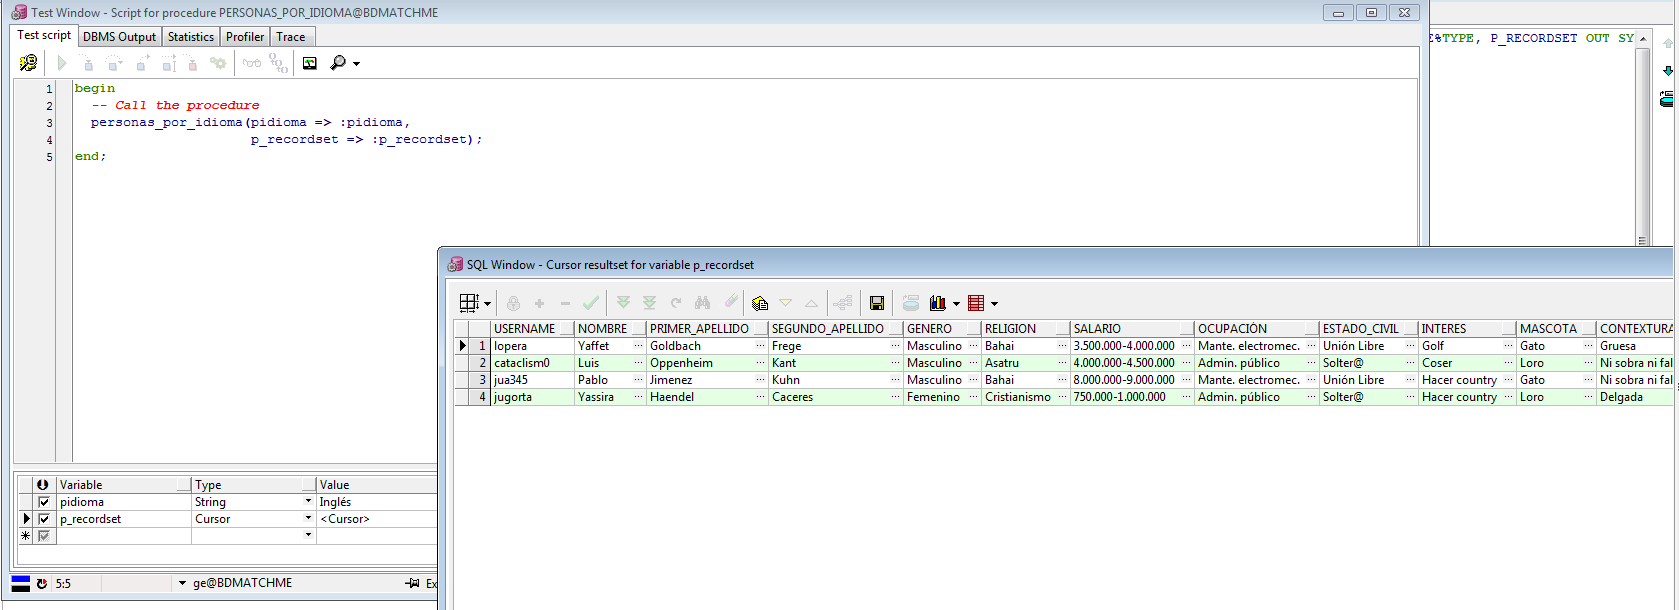 Test Window - Script for procedure PERSONAS_POR_IDIOMA@BDMATCHME
Test script DBMS Output Statistics Profiler Trace
E%TYPE, P_RECORDSET OUT SY
1 begin
2 -- Call the procedure
3 personas_por_idioma(pidioma => :pidioma,
4 p_recordset => :p_recordset);
5 end;
SQL Window - Cursor resultset for variable p_recordset
USERNAME NOMBRE PRIMER_APELLIDO SEGUNDO_APELLIDO GENERO RELIGION SALARIO OCUPACIÓN ESTADO_CIVIL INTERES MASCOTA CONTEXTURA
1 lopera Yaffet Goldbach Frege Masculino Bahai 3.500.000-4.000.000 Mante. electromec. Unión Libre Golf Gato Gruesa
2 cataclism0 Luis Oppenheim Kant Masculino Asatru 4.000.000-4.500.000 Admin. público Solter@ Coser Loro Ni sobra ni fal
3 jua345 Pablo Jimenez Kuhn Masculino Bahai 8.000.000-9.000.000 Mante. electromec. Unión Libre Hacer country Gato Ni sobra ni fal
4 jugorta Yassira Haendel Caceres Femenino Cristianismo 750.000-1.000.000 Admin. público Solter@ Hacer country Loro Delgada
Variable Type Value
pidioma String Inglés
p_recordset Cursor <Cursor>
5:5 ge@BDMATCHME Ex